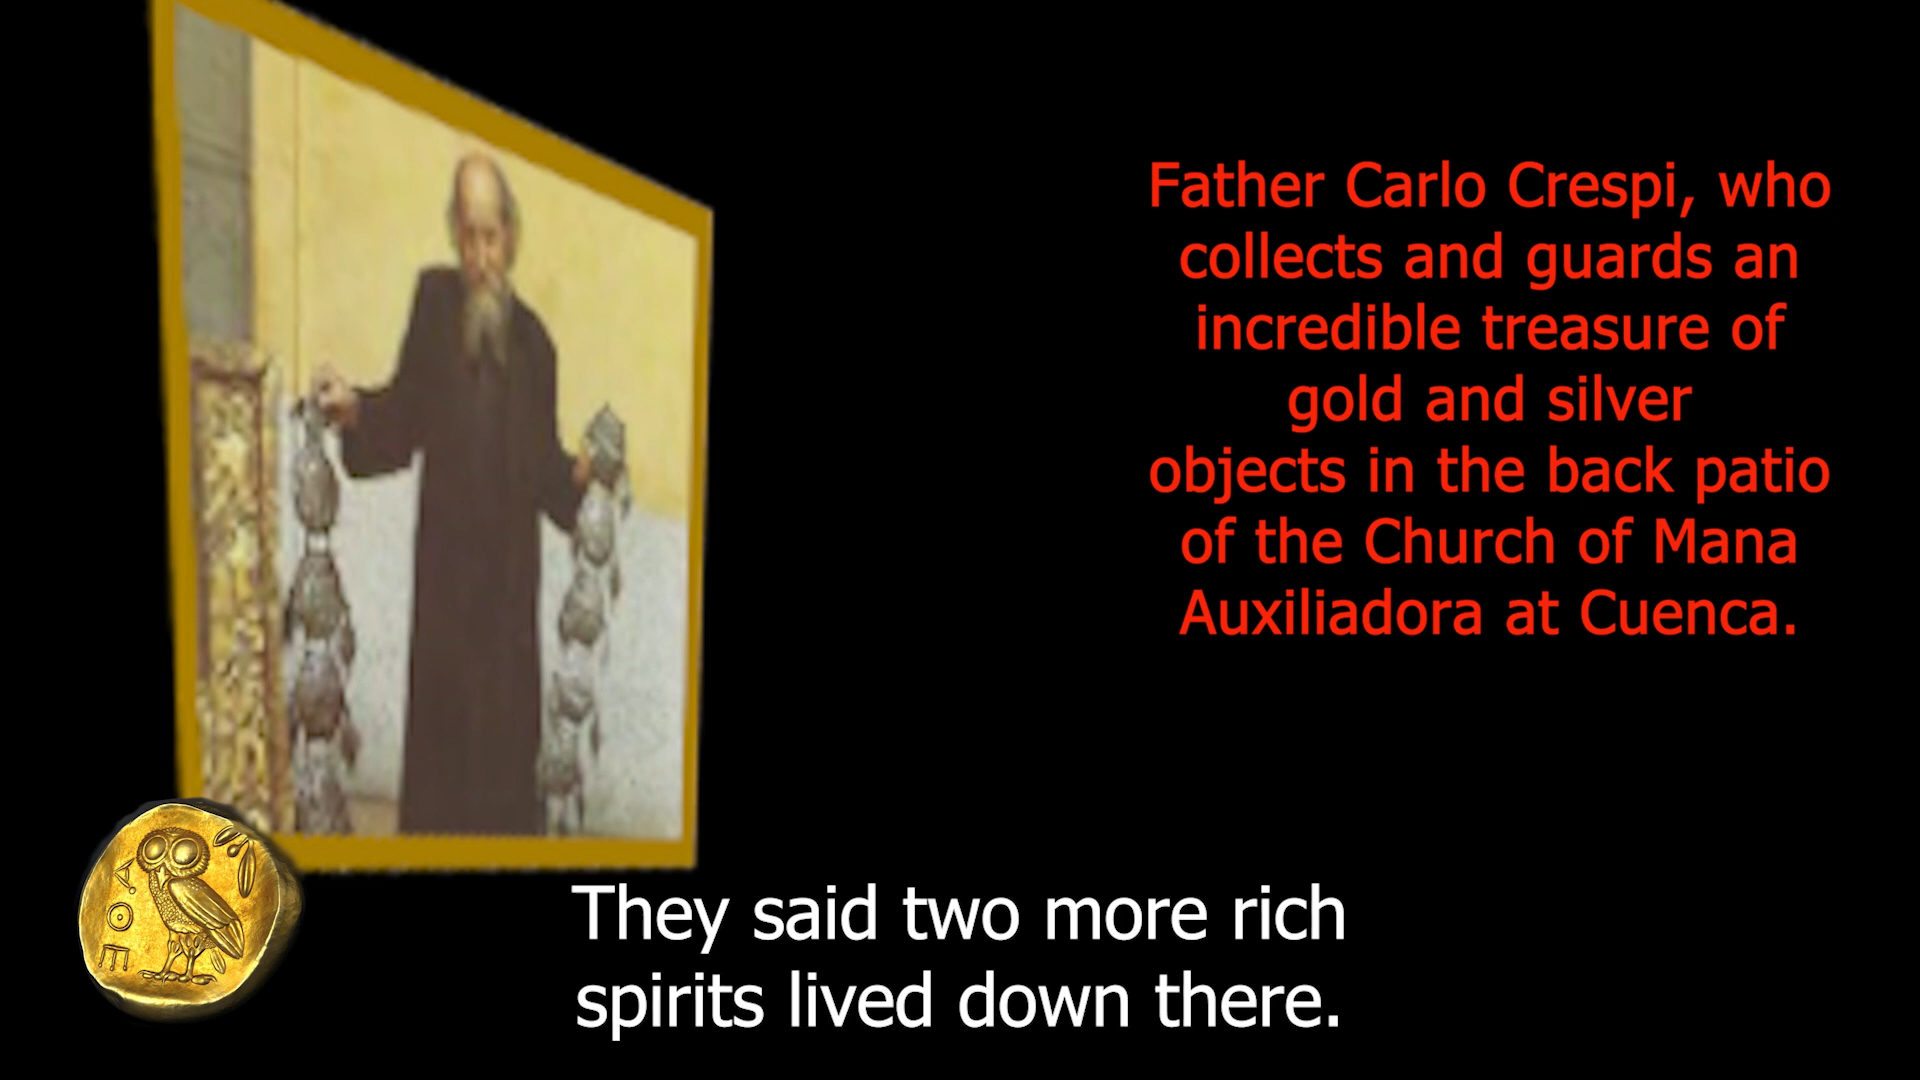 Father Carlo Crespi, who
collects and guards an
incredible treasure of
gold and silver
objects in the back patio
of the Church of Mana
Auxiliadora at Cuenca.
ΑΘΕ
They said two more rich
spirits lived down there.